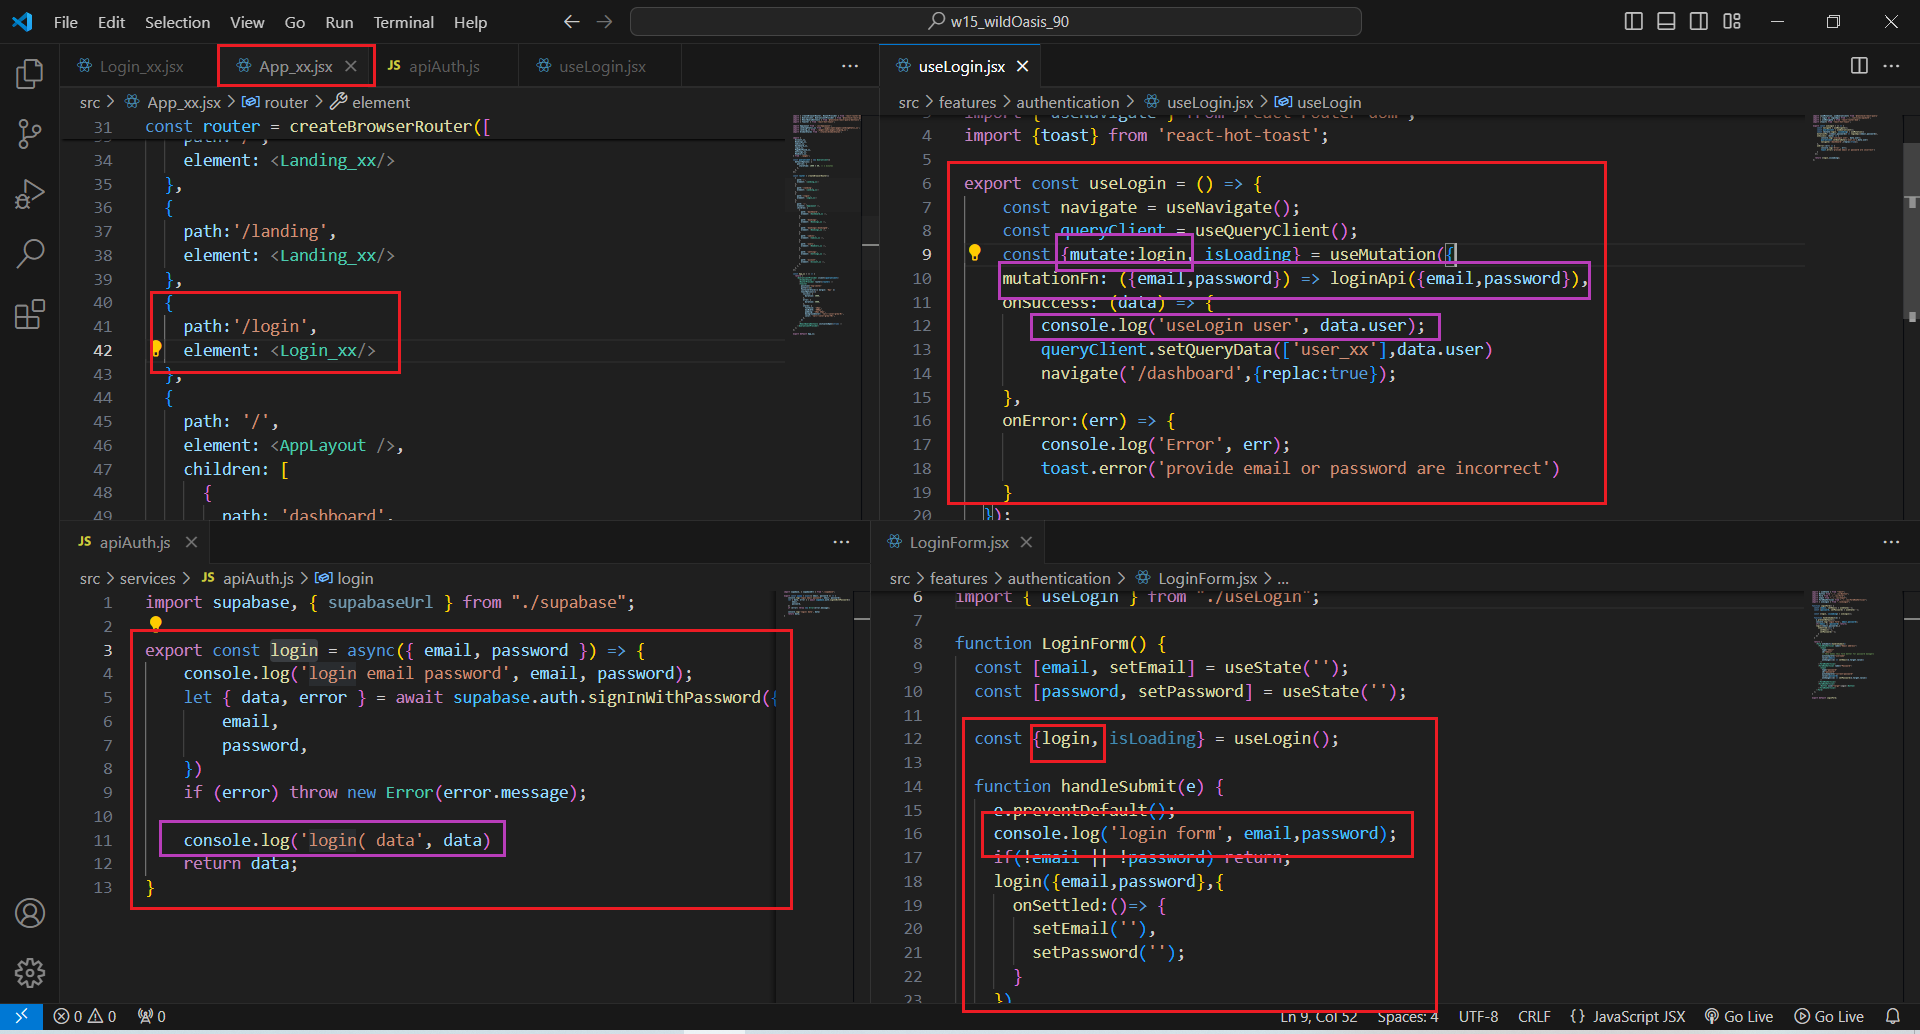 File Edit Selection View Go Run Terminal Help
w15_wildOasis_90
Login_xx.jsx
App_xx.jsx
JS apiAuth.js
useLogin.jsx
src > App_xx.jsx > router > element
31 const router = createBrowserRouter([
34 element: <Landing_xx/>
35 },
36 {
37 path:'/landing',
38 element: <Landing_xx/>
39 },
40 {
41 path:'/login',
42 element: <Login_xx/>
43 },
44 {
45 path: '/',
46 element: <AppLayout />,
47 children: [
48 {
49 path: 'dashboard',
useLogin.jsx
src > features > authentication > useLogin.jsx > useLogin
3 import { useNavigate } from 'react-router-dom';
4 import {toast} from 'react-hot-toast';
5
6 export const useLogin = () => {
7 const navigate = useNavigate();
8 const queryClient = useQueryClient();
9 const {mutate:login, isLoading} = useMutation({
10 mutationFn: ({email,password}) => loginApi({email,password}),
11 onSuccess: (data) => {
12 console.log('useLogin user', data.user);
13 queryClient.setQueryData(['user_xx'],data.user)
14 navigate('/dashboard',{replac:true});
15 },
16 onError:(err) => {
17 console.log('Error', err);
18 toast.error('provide email or password are incorrect')
19 }
20 });
JS apiAuth.js
src > services > JS apiAuth.js > login
1 import supabase, { supabaseUrl } from "./supabase";
2
3 export const login = async({ email, password }) => {
4 console.log('login email password', email, password);
5 let { data, error } = await supabase.auth.signInWithPassword({
6 email,
7 password,
8 })
9 if (error) throw new Error(error.message);
10
11 console.log('login( data', data)
12 return data;
13 }
LoginForm.jsx
src > features > authentication > LoginForm.jsx > ...
6 import { useLogin } from "./useLogin";
7
8 function LoginForm() {
9 const [email, setEmail] = useState('');
10 const [password, setPassword] = useState('');
11
12 const {login, isLoading} = useLogin();
13
14 function handleSubmit(e) {
15 e.preventDefault();
16 console.log('login form', email,password);
17 if(!email || !password) return;
18 login({email,password},{
19 onSettled:()=> {
20 setEmail(''),
21 setPassword('');
22 }
23 })
0 0 0
Ln 9, Col 52 Spaces: 4 UTF-8 CRLF {} JavaScript JSX Go Live Go Live